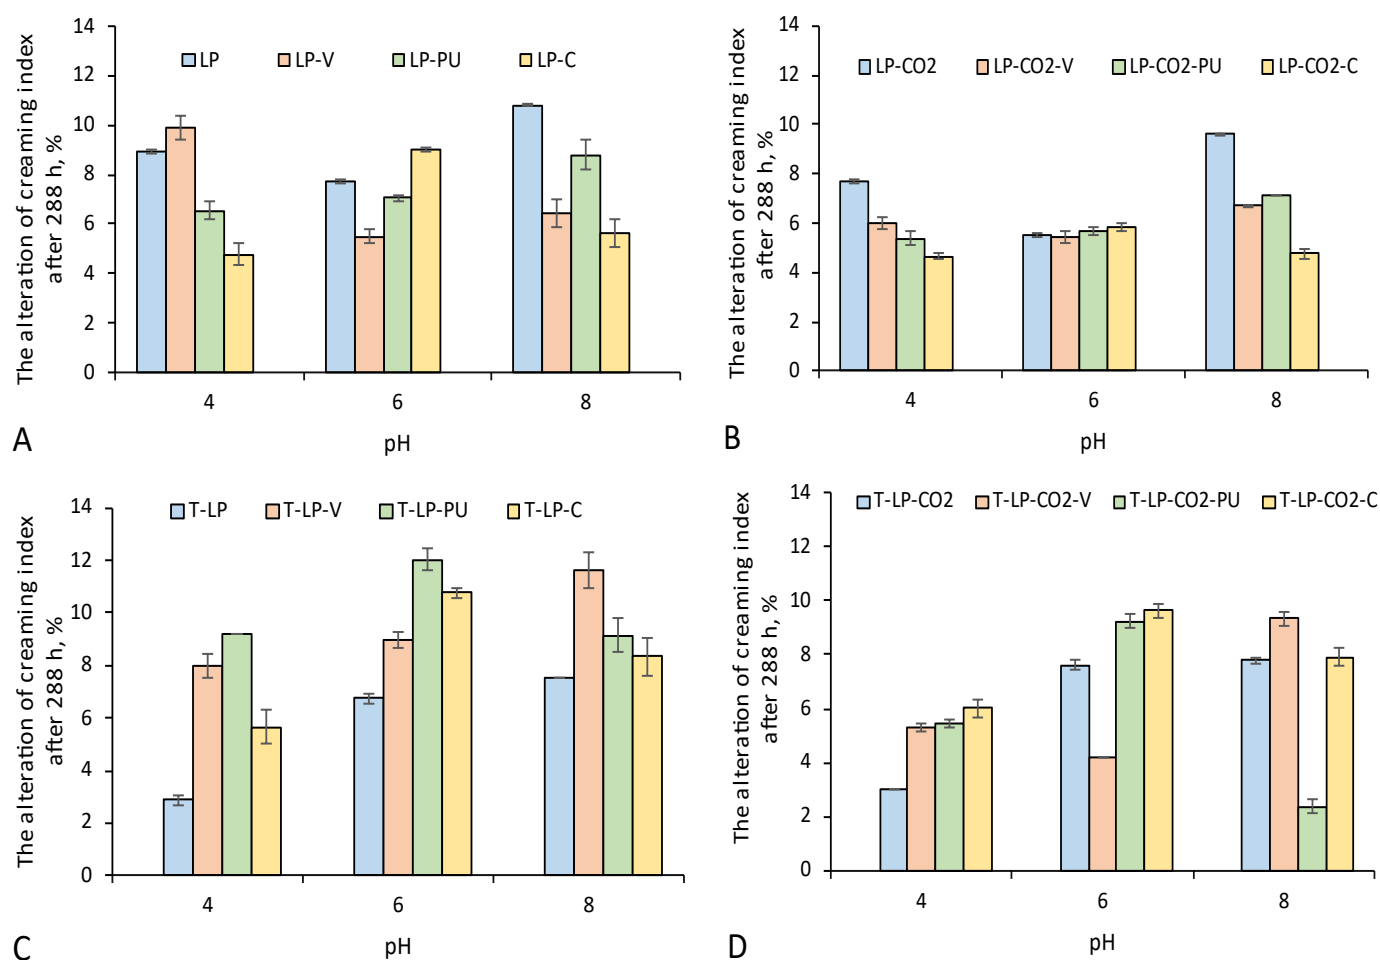 The alteration of creaming index
after 288 h, %
14
12
10
8
6
4
2
0
LP LP-V LP-PU LP-C
4 6 8
pH
A
The alteration of creaming index
after 288 h, %
14
12
10
8
6
4
2
0
LP-CO2 LP-CO2-V LP-CO2-PU LP-CO2-C
4 6 8
pH
B
The alteration of creaming index
after 288 h, %
14
12
10
8
6
4
2
0
T-LP T-LP-V T-LP-PU T-LP-C
4 6 8
pH
C
The alteration of creaming index
after 288 h, %
14
12
10
8
6
4
2
0
T-LP-CO2 T-LP-CO2-V T-LP-CO2-PU T-LP-CO2-C
4 6 8
pH
D